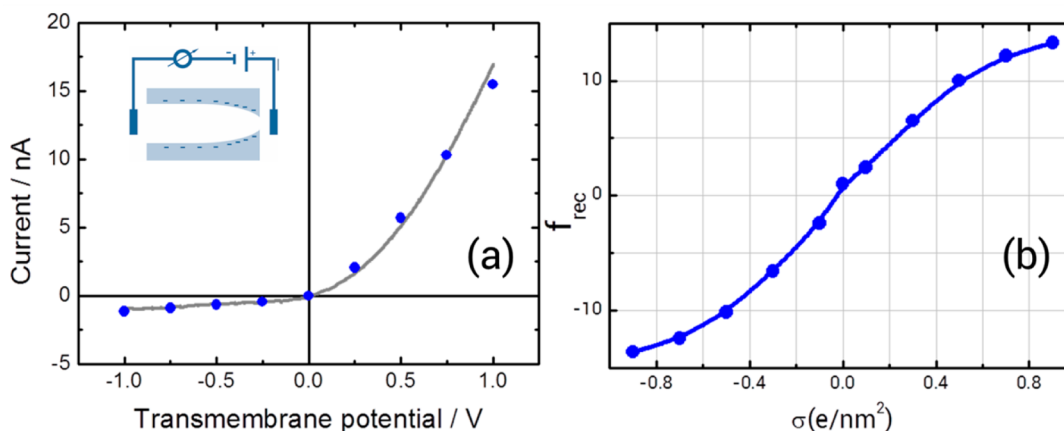 20
15
10
5
0
-5
-1.0 -0.5 0.0 0.5 1.0
Current / nA
Transmembrane potential / V
- +
(a)
10
0
-10
-0.8 -0.4 0.0 0.4 0.8
f_rec
σ(e/nm²)
(b)